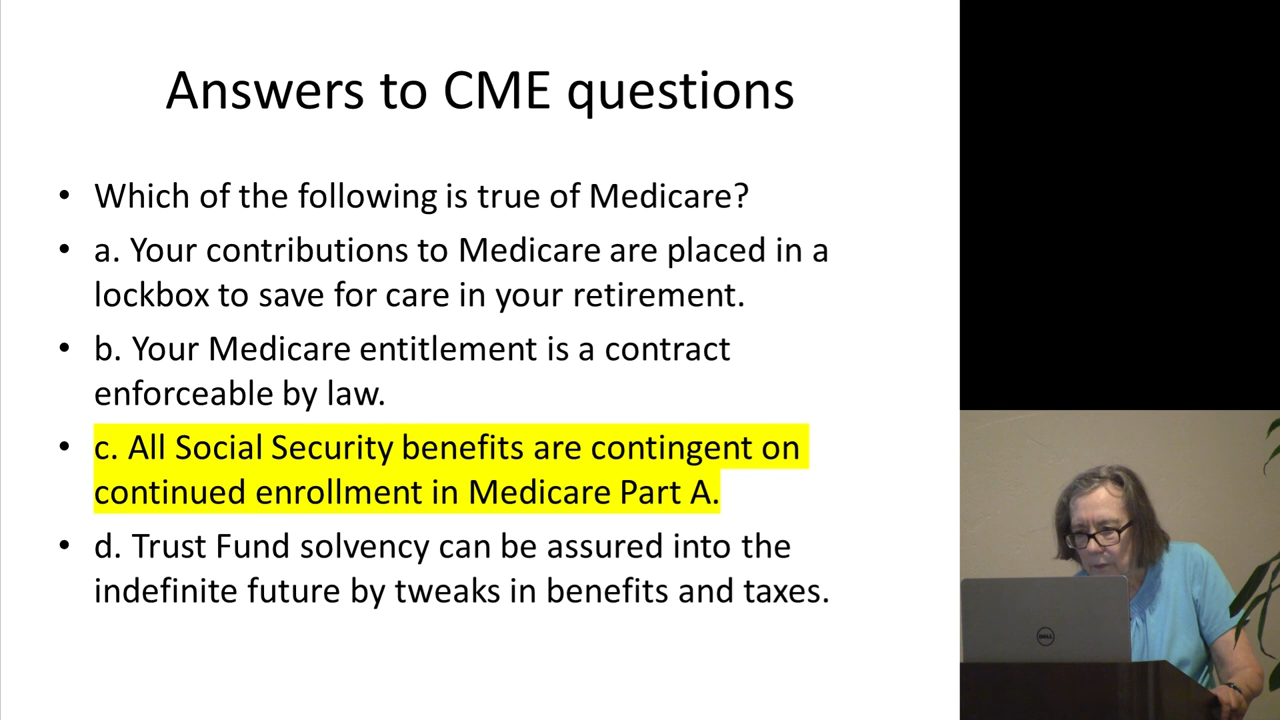 Answers to CME questions
• Which of the following is true of Medicare?
• a. Your contributions to Medicare are placed in a
lockbox to save for care in your retirement.
• b. Your Medicare entitlement is a contract
enforceable by law.
• c. All Social Security benefits are contingent on
continued enrollment in Medicare Part A.
• d. Trust Fund solvency can be assured into the
indefinite future by tweaks in benefits and taxes.
DELL